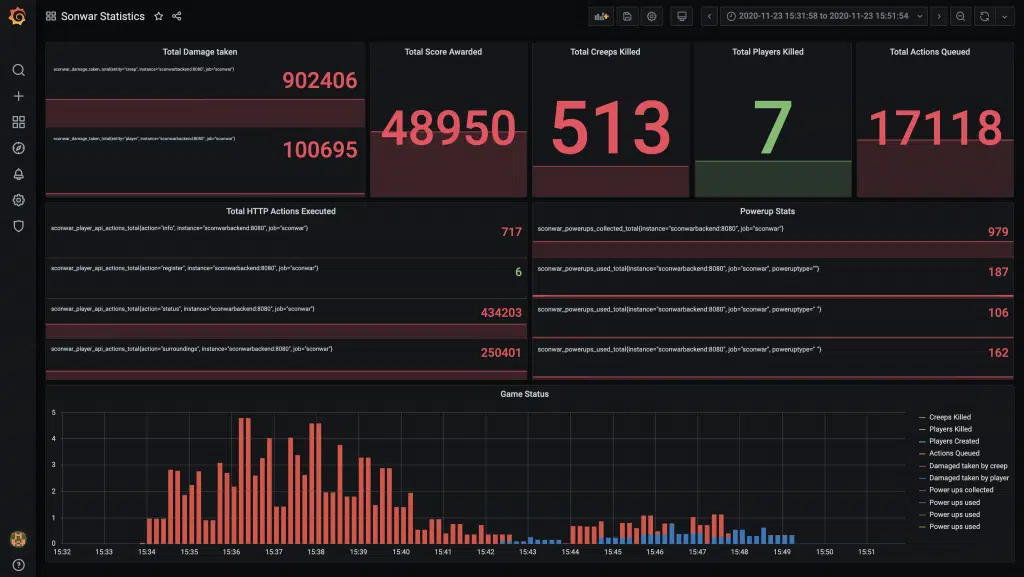 Sonwar Statistics
2020-11-23 15:31:58 to 2020-11-23 15:51:54
Total Damage taken
sconwar_damage_taken_total{entity="creep", instance="sconwarbackend:8080", job="sconwar"}
902406
sconwar_damage_taken_total{entity="player", instance="sconwarbackend:8080", job="sconwar"}
100695
Total Score Awarded
48950
Total Creeps Killed
513
Total Players Killed
7
Total Actions Queued
17118
Total HTTP Actions Executed
sconwar_player_api_actions_total{action="info", instance="sconwarbackend:8080", job="sconwar"}
717
sconwar_player_api_actions_total{action="register", instance="sconwarbackend:8080", job="sconwar"}
6
sconwar_player_api_actions_total{action="status", instance="sconwarbackend:8080", job="sconwar"}
434203
sconwar_player_api_actions_total{action="surroundings", instance="sconwarbackend:8080", job="sconwar"}
250401
Powerup Stats
sconwar_powerups_collected_total{instance="sconwarbackend:8080", job="sconwar"}
979
sconwar_powerups_used_total{instance="sconwarbackend:8080", job="sconwar", poweruptype=""}
187
sconwar_powerups_used_total{instance="sconwarbackend:8080", job="sconwar", poweruptype=" "}
106
sconwar_powerups_used_total{instance="sconwarbackend:8080", job="sconwar", poweruptype=" "}
162
Game Status
5
4
3
2
1
0
15:32 15:33 15:34 15:35 15:36 15:37 15:38 15:39 15:40 15:41 15:42 15:43 15:44 15:45 15:46 15:47 15:48 15:49 15:50 15:51
Creeps Killed
Players Killed
Players Created
Actions Queued
Damaged taken by creep
Damaged taken by player
Power ups collected
Power ups used
Power ups used
Power ups used